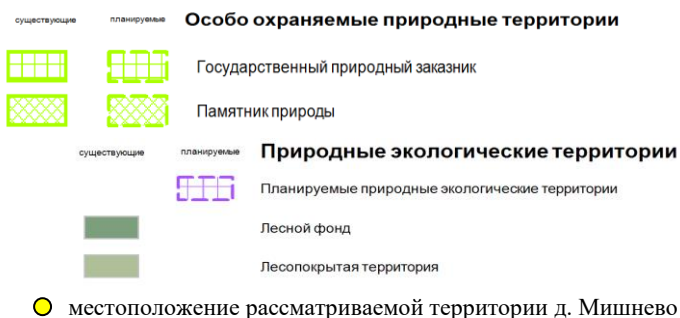 существующие планируемые Особо охраняемые природные территории
Государственный природный заказник
Памятник природы
существующие планируемые Природные экологические территории
Планируемые природные экологические территории
Лесной фонд
Лесопокрытая территория
местоположение рассматриваемой территории д. Мишнево